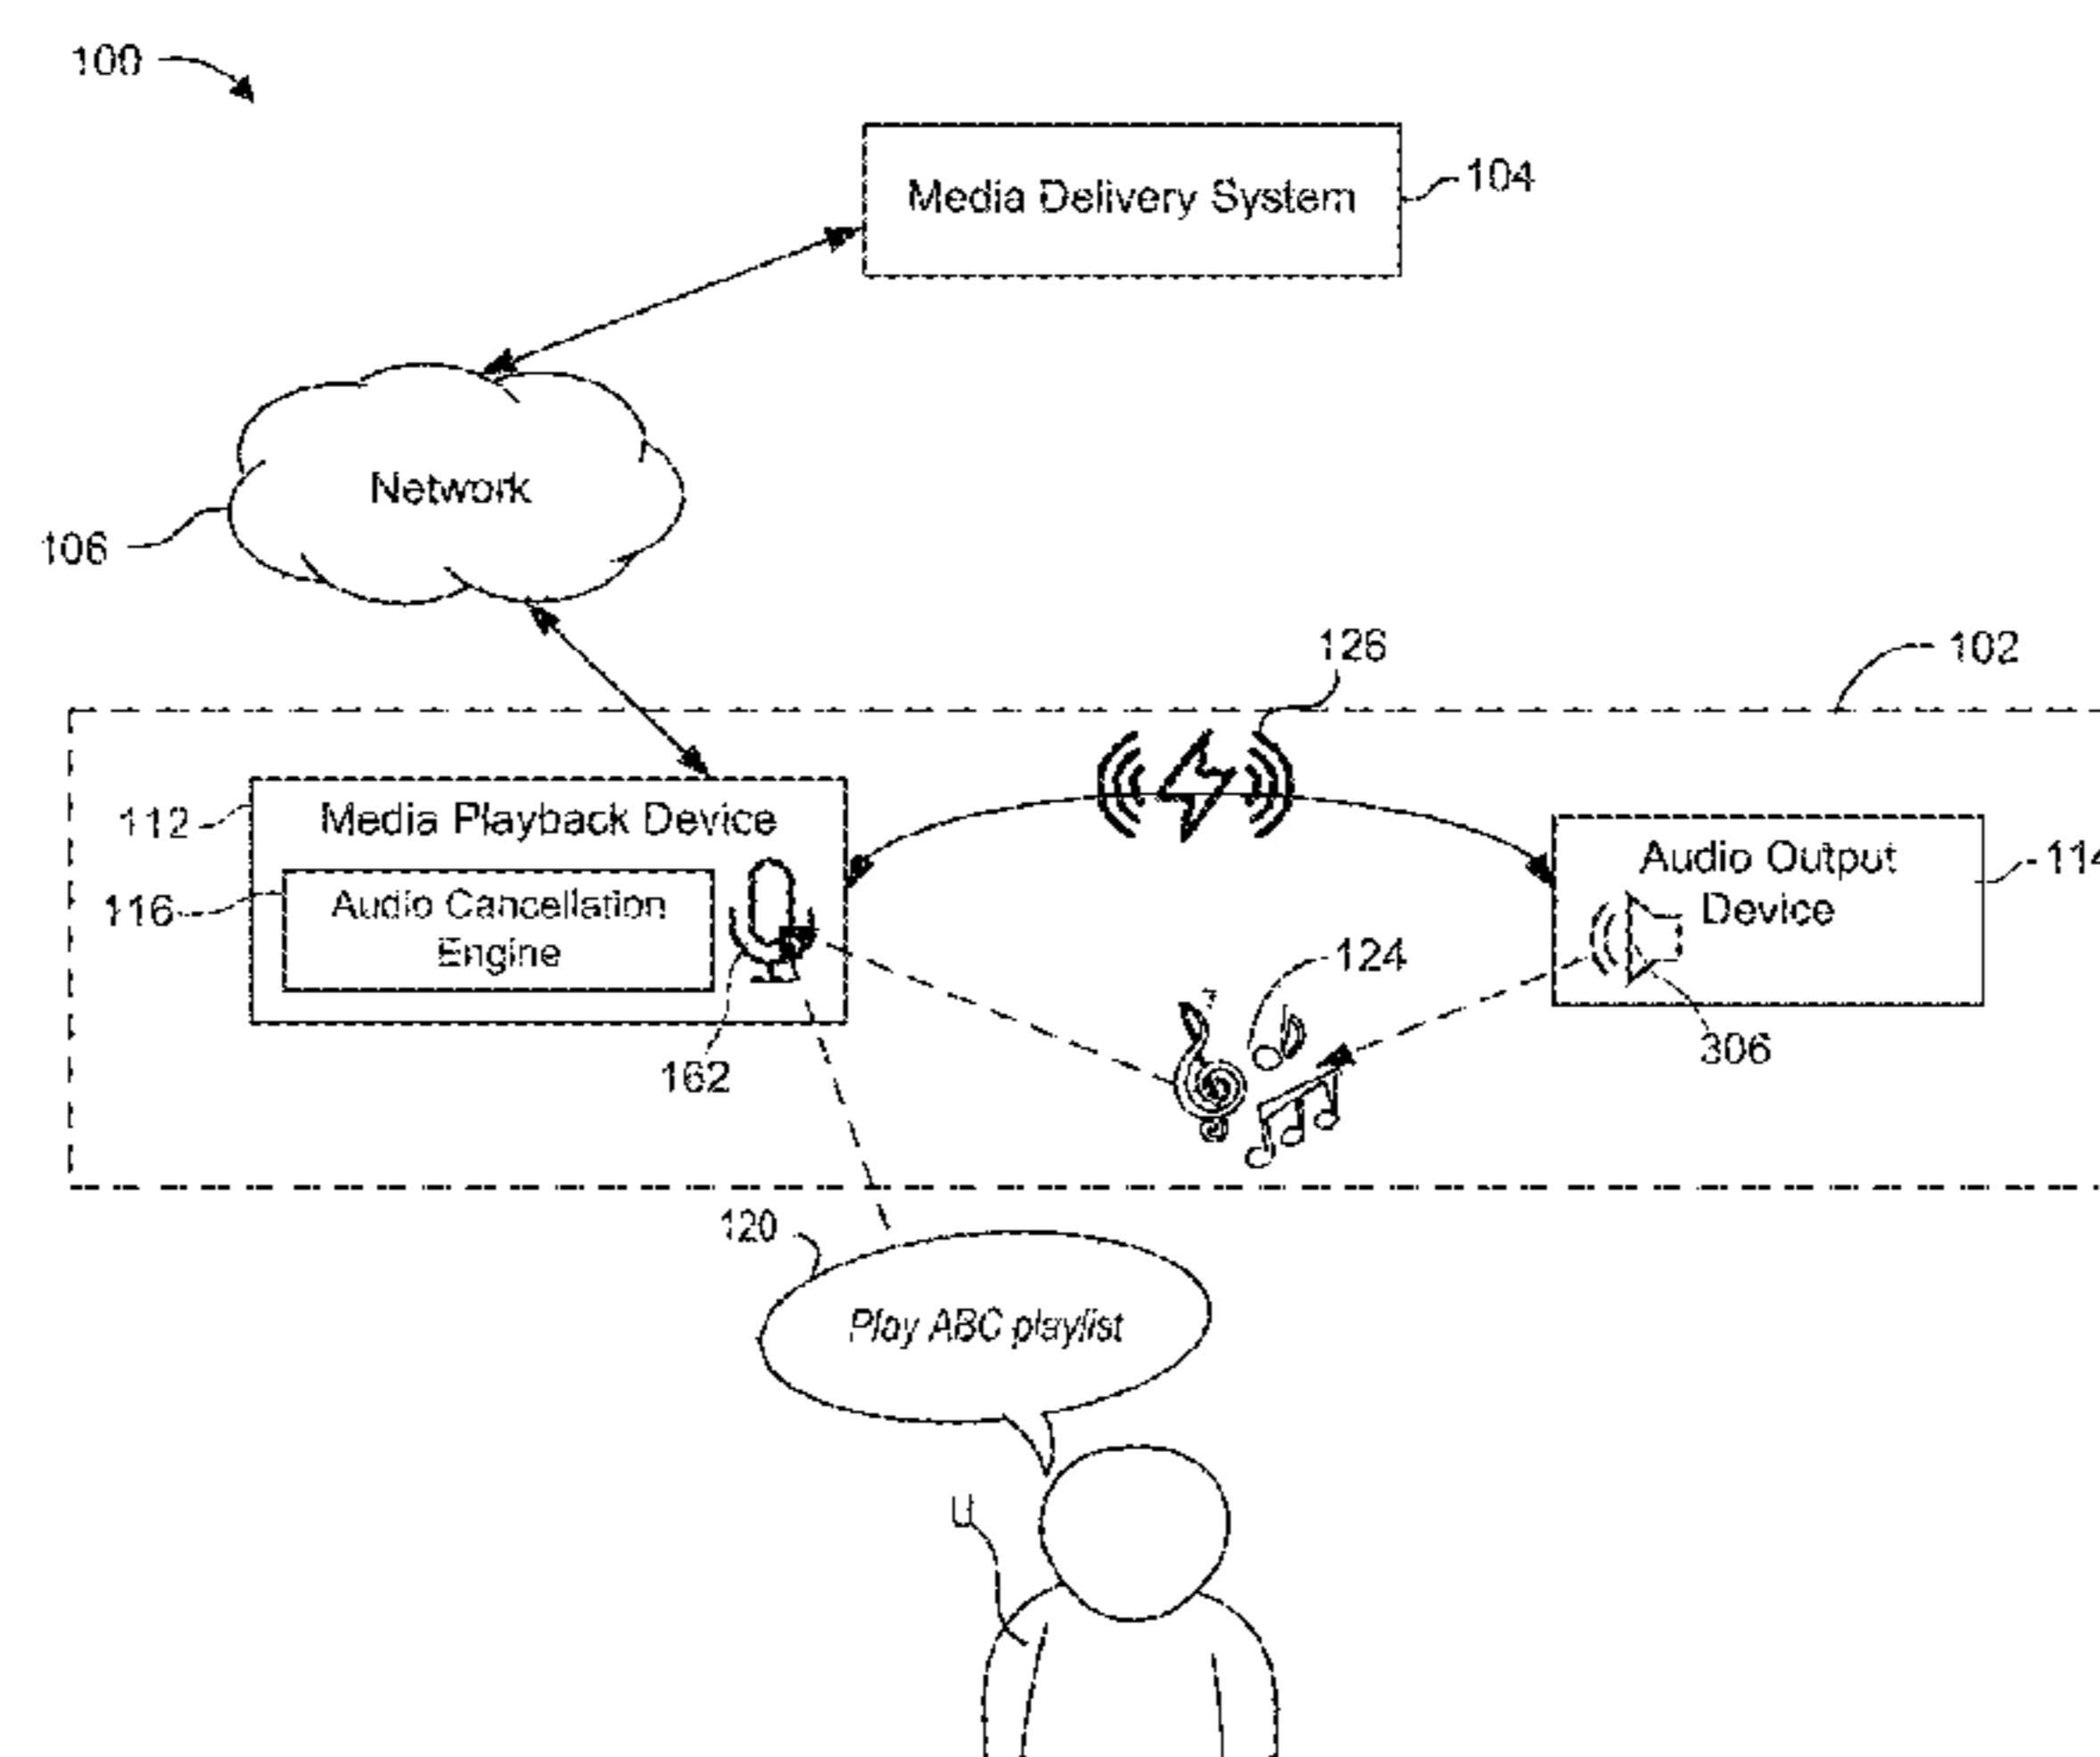 100
Media Delivery System
104
Network
106
126
102
112
Media Playback Device
Audio Output
Device
114
116
Audio Cancellation
Engine
124
162
306
120
Play ABC playlist
U